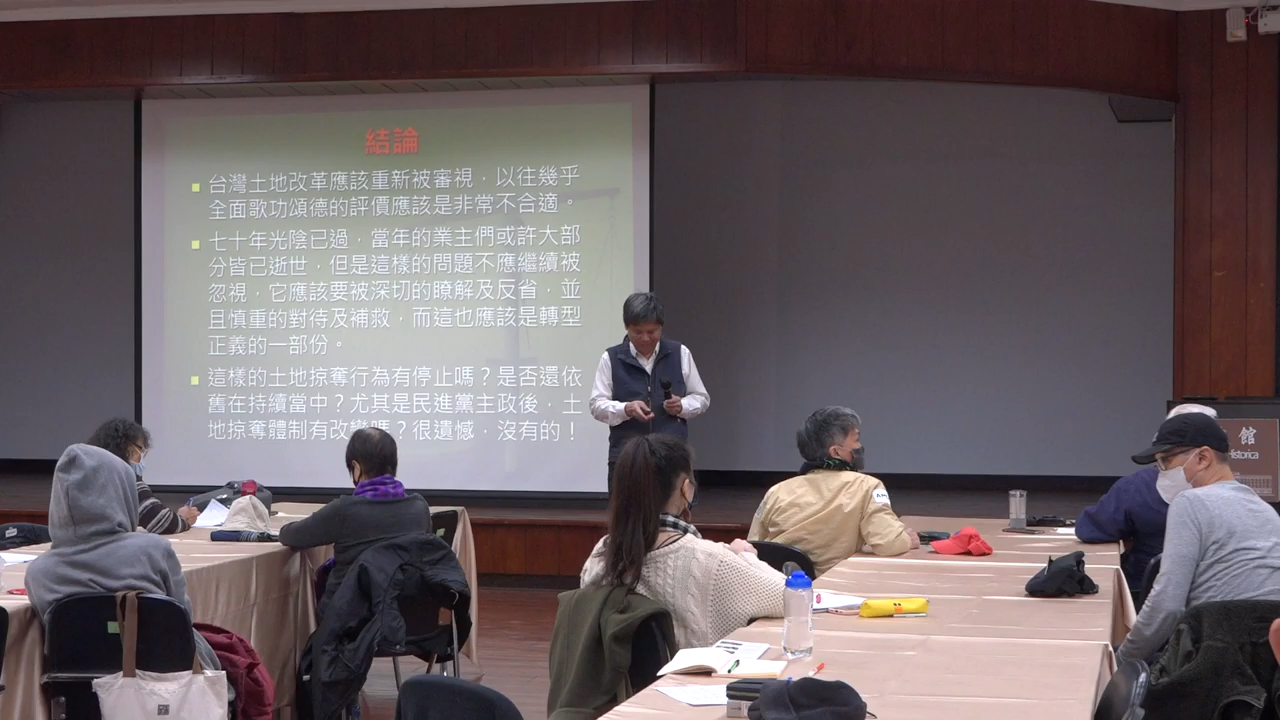 結論
台灣土地改革應該重新被審視，以往幾乎
全面歌功頌德的評價應該是非常不合適。
七十年光陰已過，當年的業主們或許大部
分皆已逝世，但是這樣的問題不應繼續被
忽視，它應該要被深切的瞭解及反省，並
且慎重的對待及補救，而這也應該是轉型
正義的一部份。
這樣的土地掠奪行為有停止嗎？是否還依
舊在持續當中？尤其是民進黨主政後，土
地掠奪體制有改變嗎？很遺憾，沒有的！
館
Historica